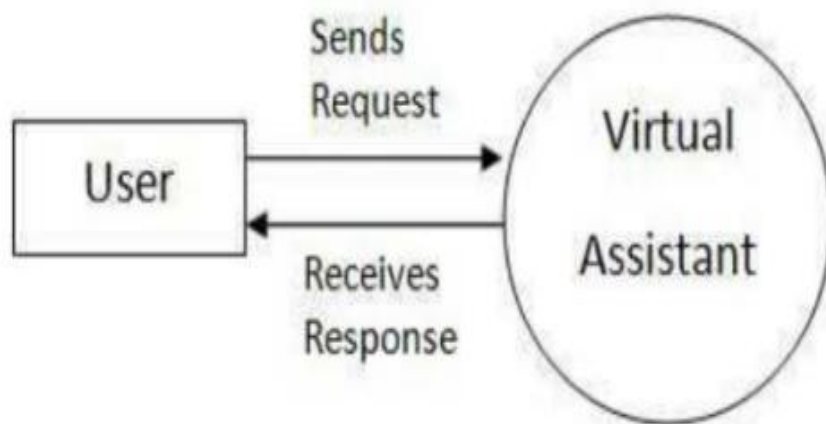 Sends
Request
User
Virtual
Assistant
Receives
Response